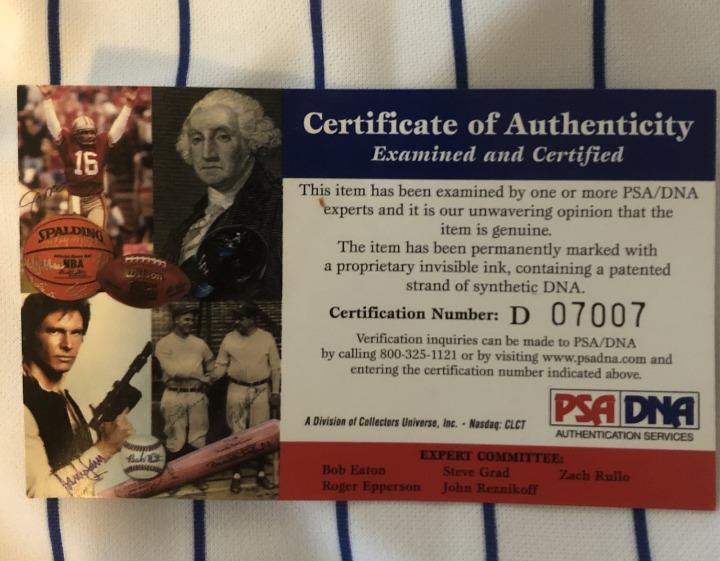 Certificate of Authenticity
Examined and Certified
This item has been examined by one or more PSA/DNA
experts and it is our unwavering opinion that the
item is genuine.
The item has been permanently marked with
a proprietary invisible ink, containing a patented
strand of synthetic DNA.
Certification Number: D 07007
Verification inquiries can be made to PSA/DNA
by calling 800-325-1121 or by visiting www.psadna.com and
entering the certification number indicated above.
PSA DNA
AUTHENTICATION SERVICES
A Division of Collectors Universe, Inc. - Nasdaq: CLCT
EXPERT COMMITTEE:
Bob Eaton Steve Grad Zach Rullo
Roger Epperson John Reznikoff
16
SPALDING
NBA
Wilson